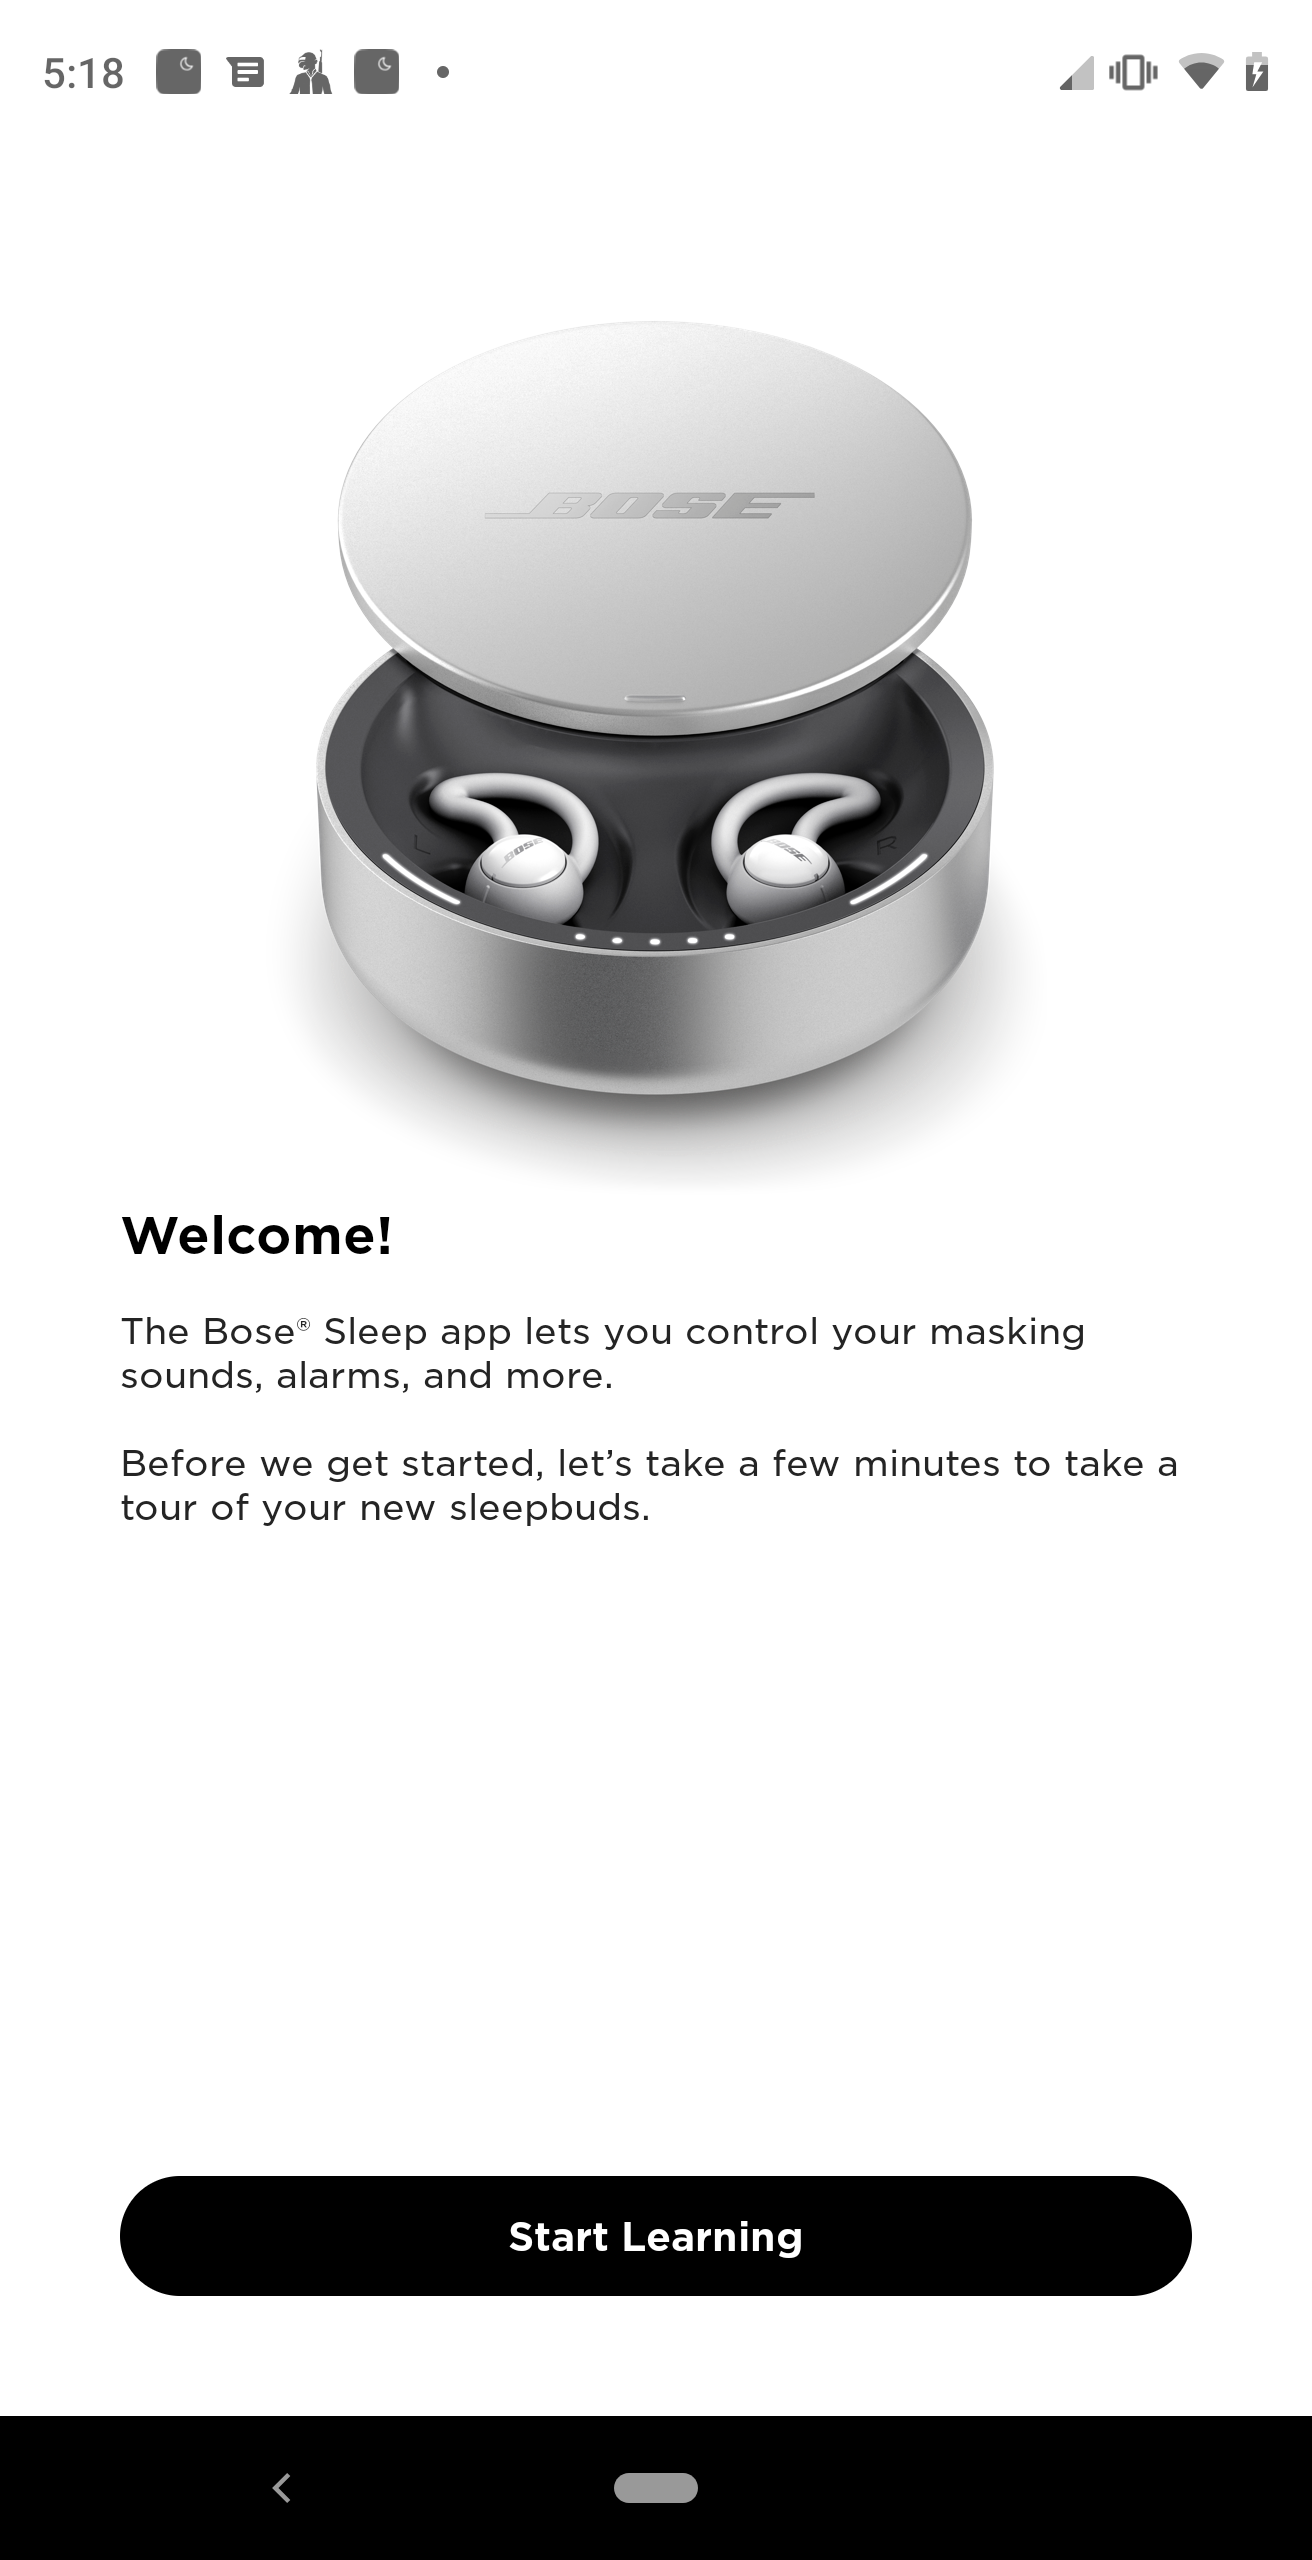 5:18
BOSE
L
R
BOSE
BOSE
Welcome!
The Bose® Sleep app lets you control your masking
sounds, alarms, and more.
Before we get started, let’s take a few minutes to take a
tour of your new sleepbuds.
Start Learning